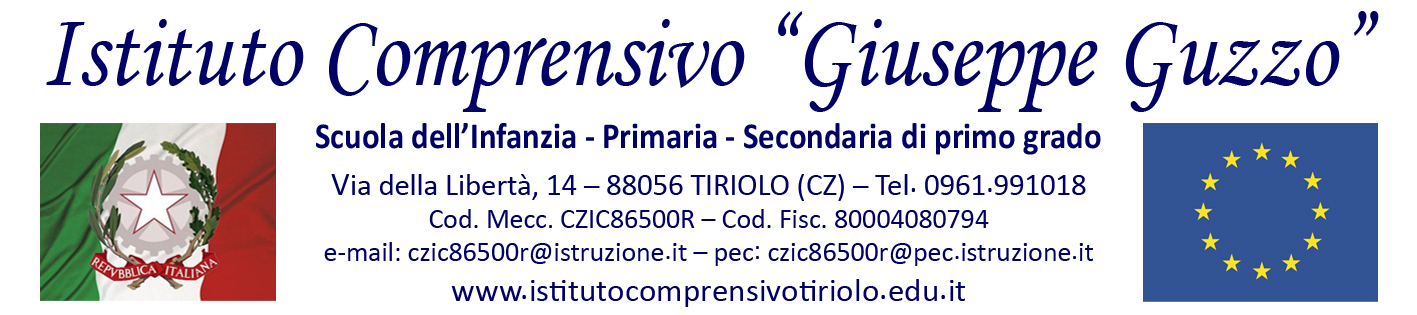 Istituto Comprensivo “Giuseppe Guzzo”
Scuola dell’Infanzia - Primaria - Secondaria di primo grado
Via della Libertà, 14 – 88056 TIRIOLO (CZ) – Tel. 0961.991018
Cod. Mecc. CZIC86500R – Cod. Fisc. 80004080794
e-mail: czic86500r@istruzione.it – pec: czic86500r@pec.istruzione.it
REPVBBLICA ITALIANA
www.istitutocomprensivotiriolo.edu.it